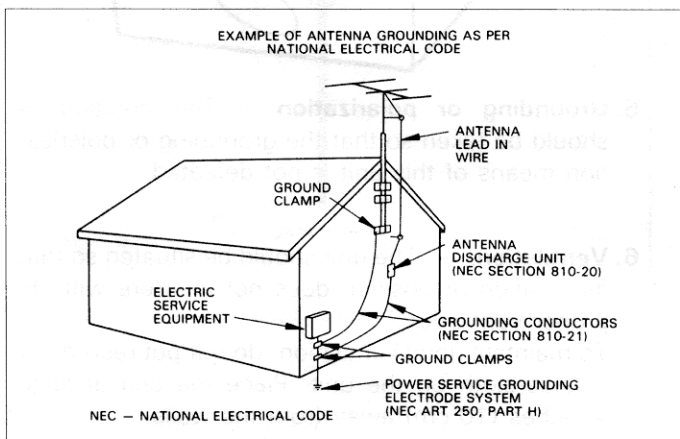 EXAMPLE OF ANTENNA GROUNDING AS PER
NATIONAL ELECTRICAL CODE
ANTENNA
LEAD IN
WIRE
GROUND
CLAMP
ANTENNA
DISCHARGE UNIT
(NEC SECTION 810-20)
ELECTRIC
SERVICE
EQUIPMENT
GROUNDING CONDUCTORS
(NEC SECTION 810-21)
GROUND CLAMPS
POWER SERVICE GROUNDING
ELECTRODE SYSTEM
(NEC ART 250, PART H)
NEC – NATIONAL ELECTRICAL CODE